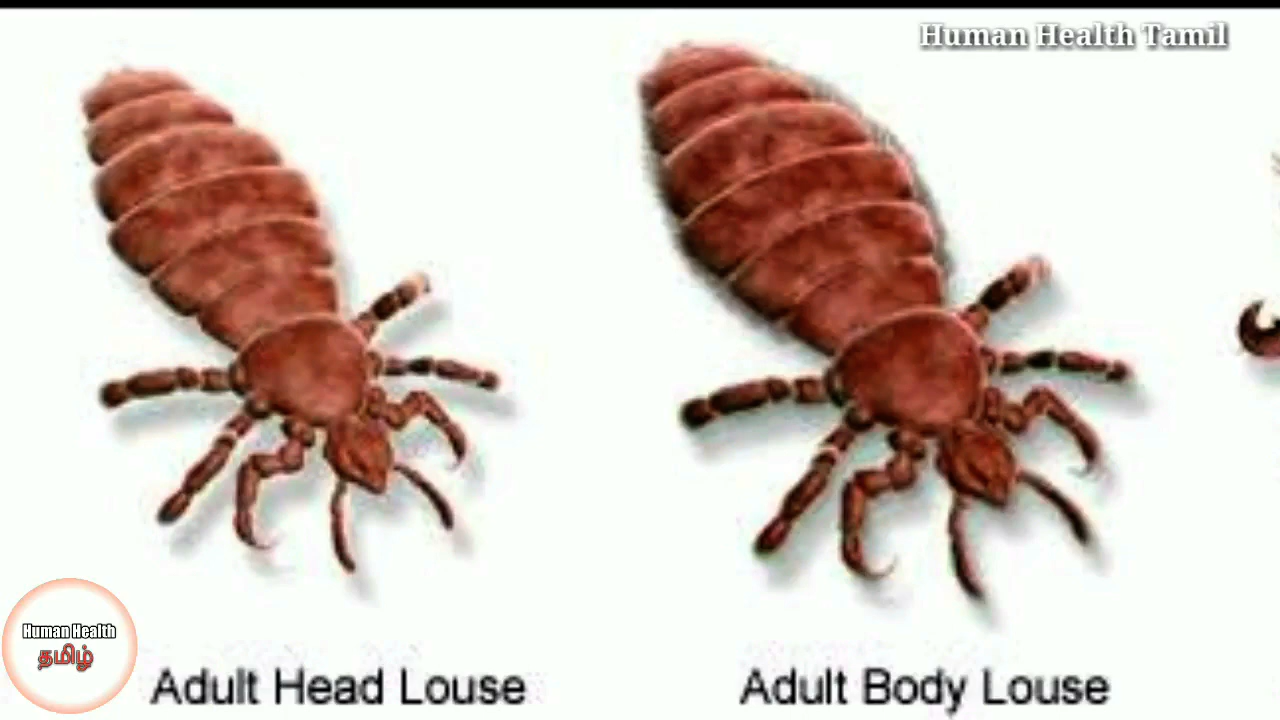 Human Health Tamil
Human Health
தமிழ்
Adult Head Louse
Adult Body Louse